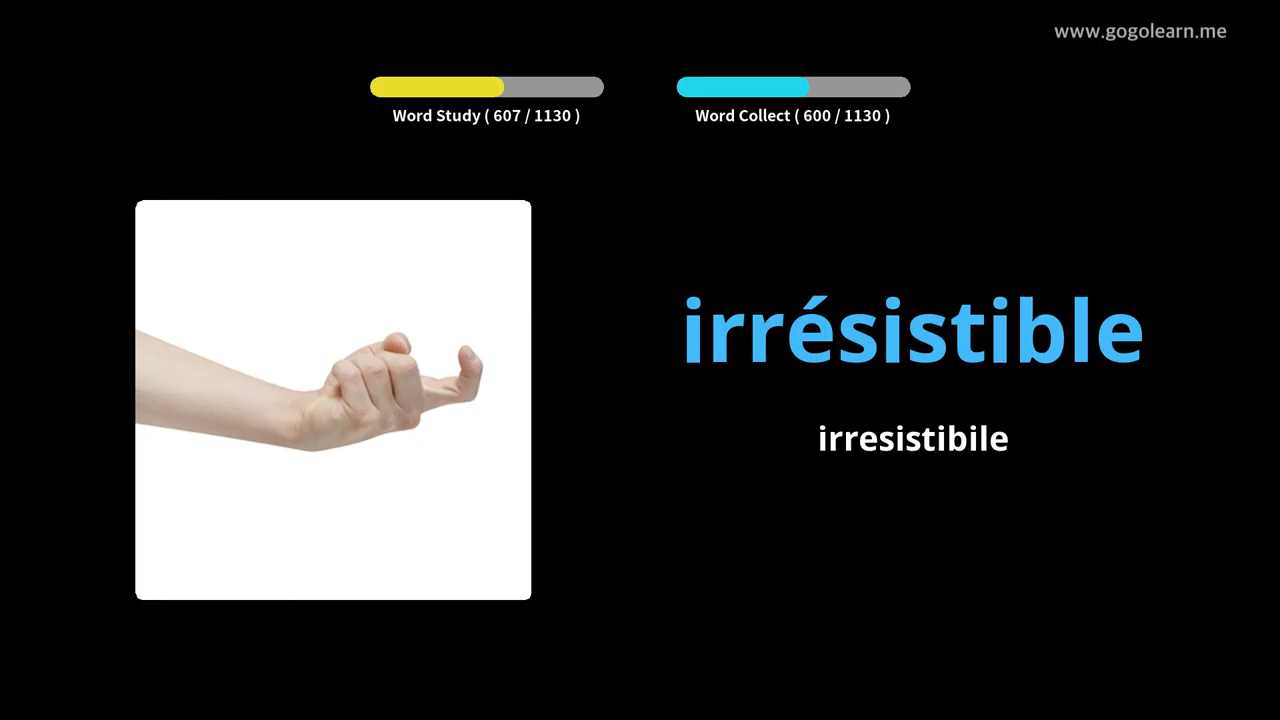 www.gogolearn.me
Word Study ( 607 / 1130 )
Word Collect ( 600 / 1130 )
irrésistible
irresistibile